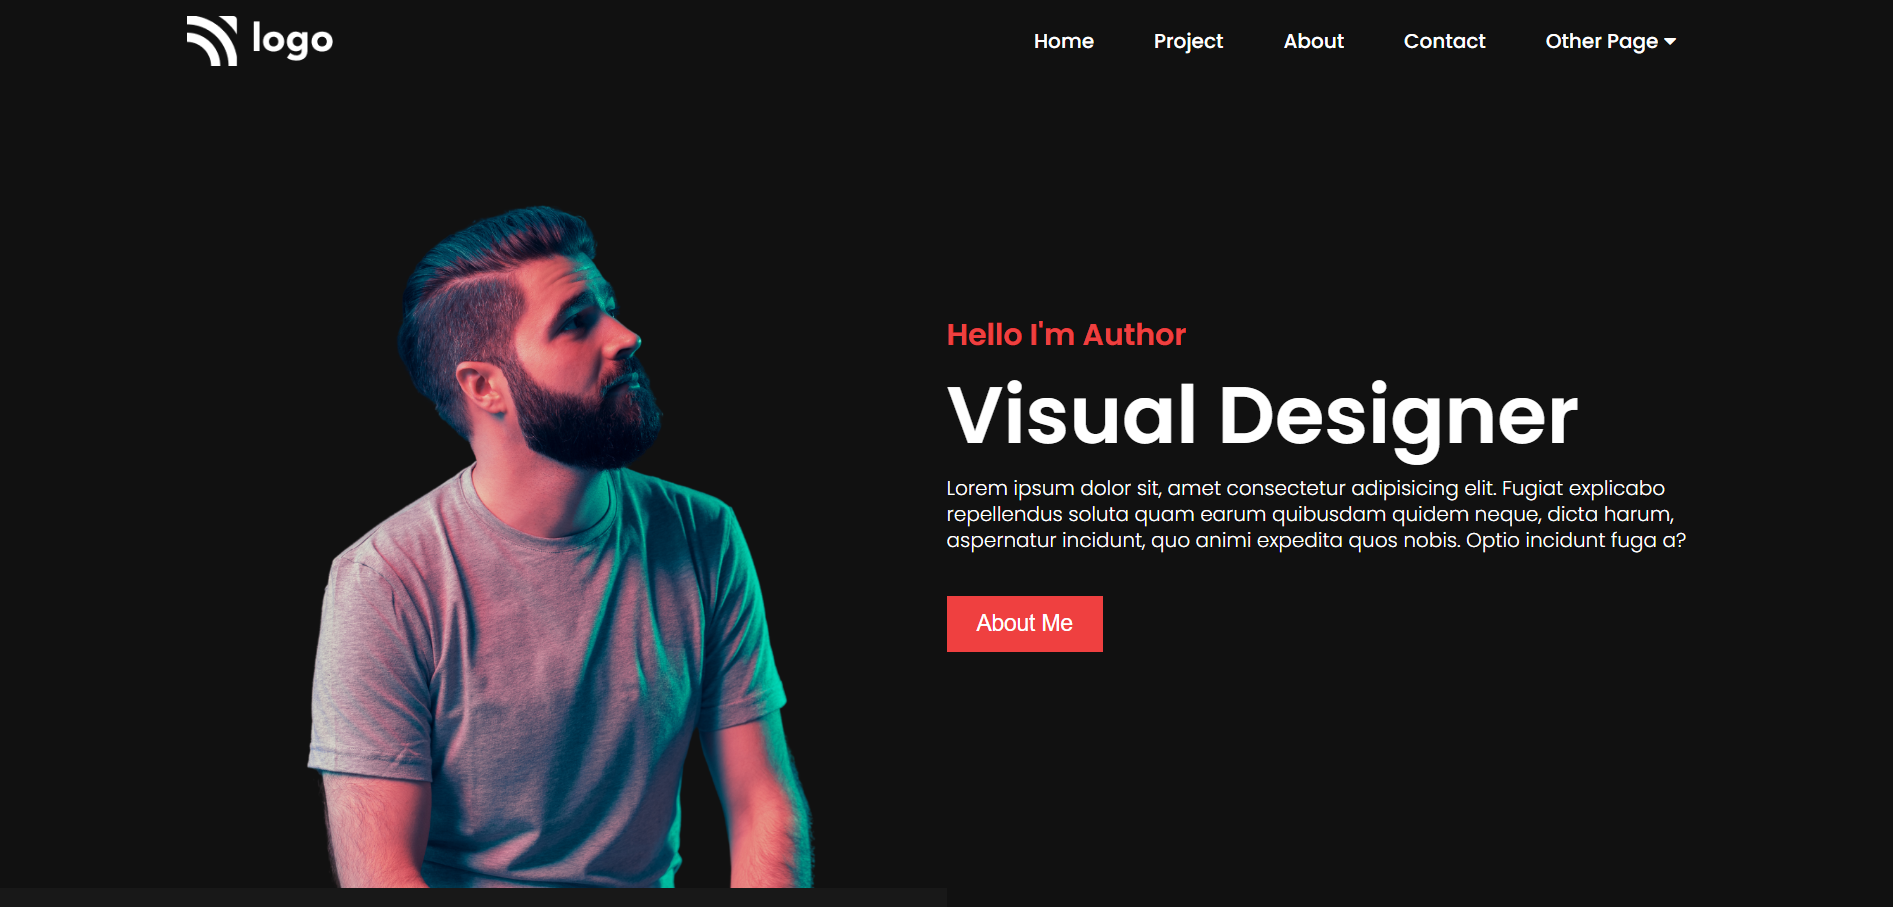 logo
Home Project About Contact Other Page
Hello I'm Author
Visual Designer
Lorem ipsum dolor sit, amet consectetur adipisicing elit. Fugiat explicabo
repellendus soluta quam earum quibusdam quidem neque, dicta harum,
aspernatur incidunt, quo animi expedita quos nobis. Optio incidunt fuga a?
About Me